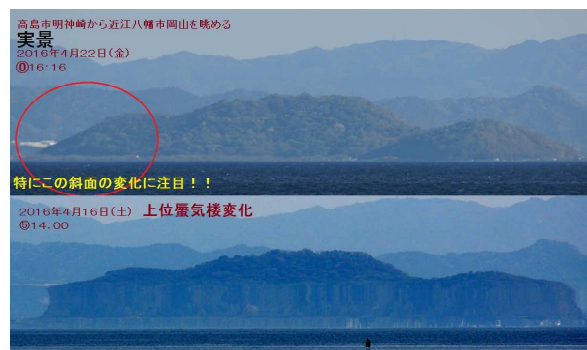 高島市明神崎から近江八幡市岡山を眺める
実景
2016年4月22日(金)
⓪16:16
特にこの斜面の変化に注目！！
2016年4月16日(土) 上位蜃気楼変化
⑤14.00